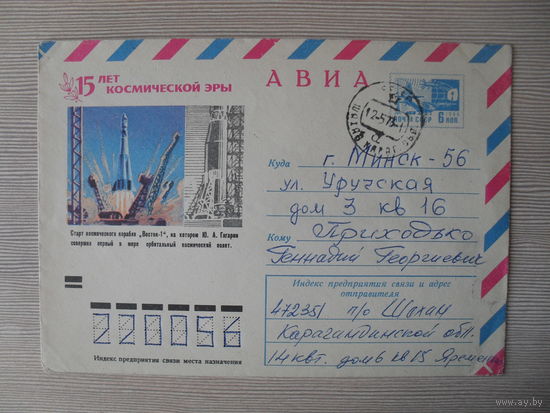 15 ЛЕТ
КОСМИЧЕСКОЙ ЭРЫ
АВИА
ПОЧТА СССР
6 КОП
Старт космического корабля „Восток-1“, на котором Ю. А. Гагарин
совершил первый в мире орбитальный космический полет.
Куда г. Минск-56
ул. Уручская
дом 3 кв 16
Кому Приходько
Геннадий Георгиевич
Индекс предприятия связи и адрес
отправителя
472351 п/о Шахан
Карагандинской обл.
14 квт. дом 6 кв 15
220056
Индекс предприятия связи места назначения
www.ay.by